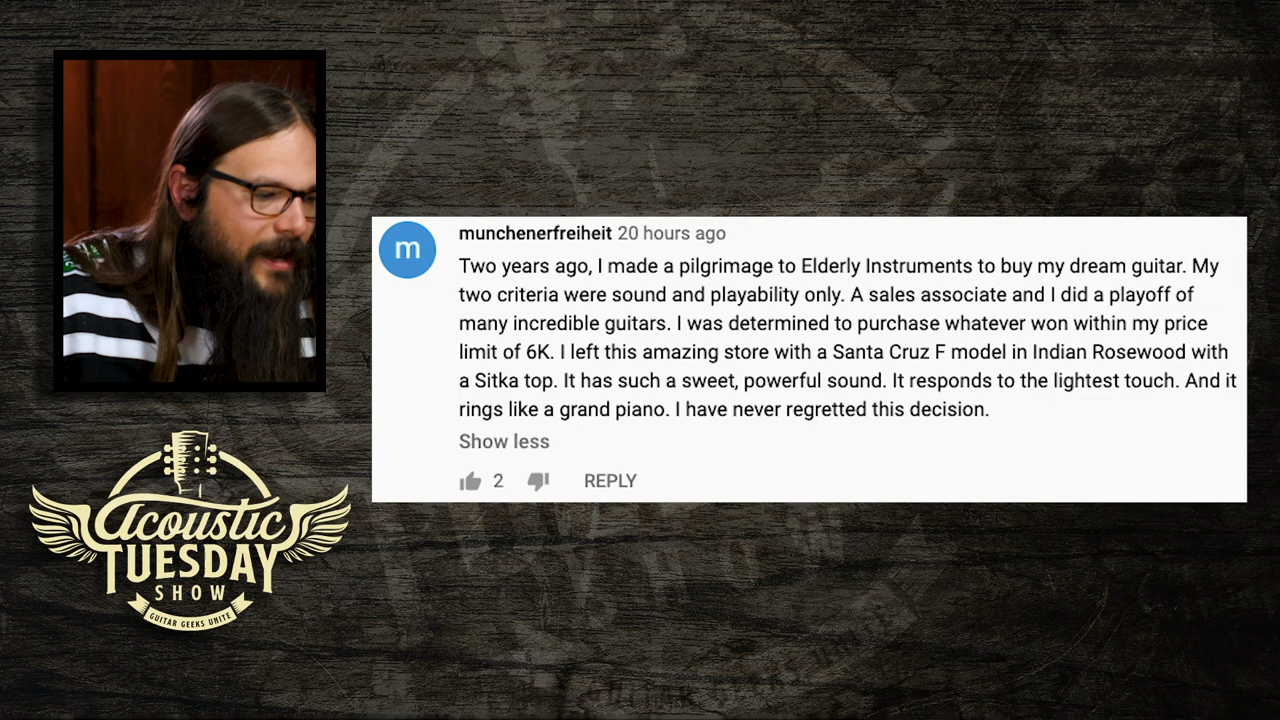 m
munchenerfreiheit 20 hours ago
Two years ago, I made a pilgrimage to Elderly Instruments to buy my dream guitar. My
two criteria were sound and playability only. A sales associate and I did a playoff of
many incredible guitars. I was determined to purchase whatever won within my price
limit of 6K. I left this amazing store with a Santa Cruz F model in Indian Rosewood with
a Sitka top. It has such a sweet, powerful sound. It responds to the lightest touch. And it
rings like a grand piano. I have never regretted this decision.
Show less
2 REPLY
Acoustic
TUESDAY
SHOW
GUITAR GEEKS UNITE